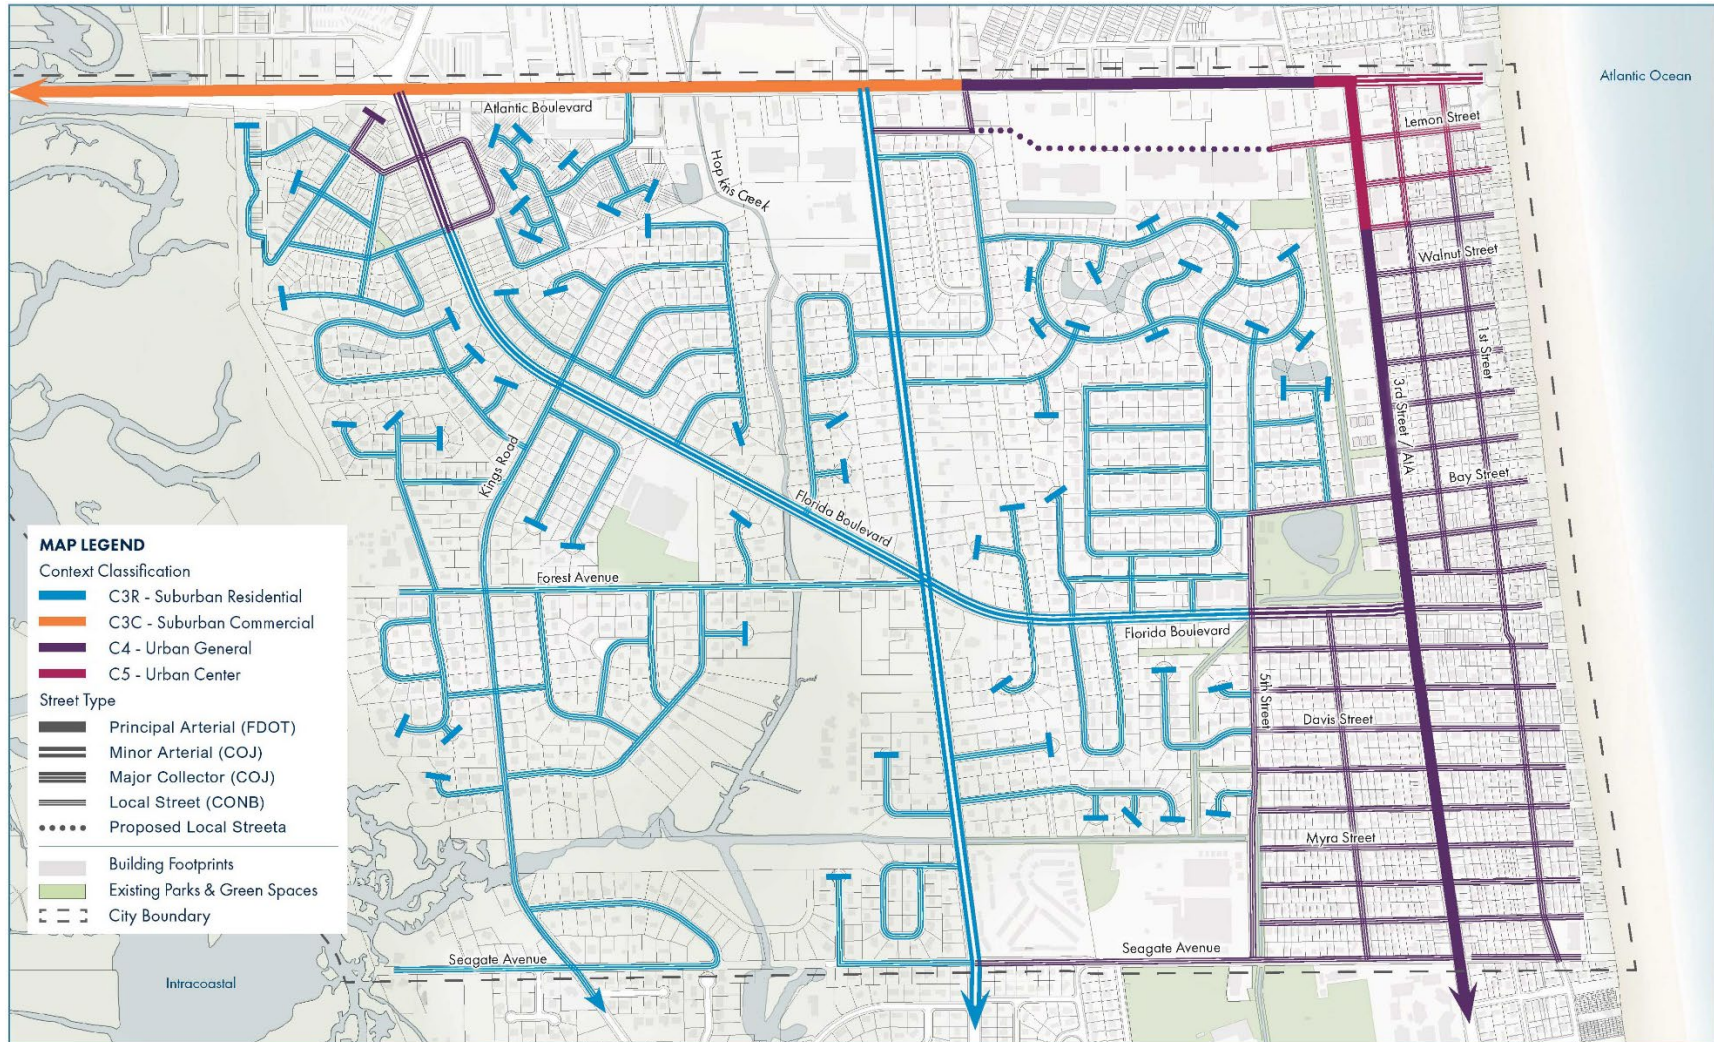 Atlantic Ocean
Atlantic Boulevard
Lemon Street
Hopkins Creek
Walnut Street
1st Street
3rd Street / A1A
Kings Road
Bay Street
Florida Boulevard
MAP LEGEND
Context Classification
C3R - Suburban Residential
C3C - Suburban Commercial
C4 - Urban General
C5 - Urban Center
Street Type
Principal Arterial (FDOT)
Minor Arterial (COJ)
Major Collector (COJ)
Local Street (CONB)
Proposed Local Streeta
Building Footprints
Existing Parks & Green Spaces
City Boundary
Forest Avenue
Florida Boulevard
5th Street
Davis Street
Myra Street
Seagate Avenue
Seagate Avenue
Intracoastal